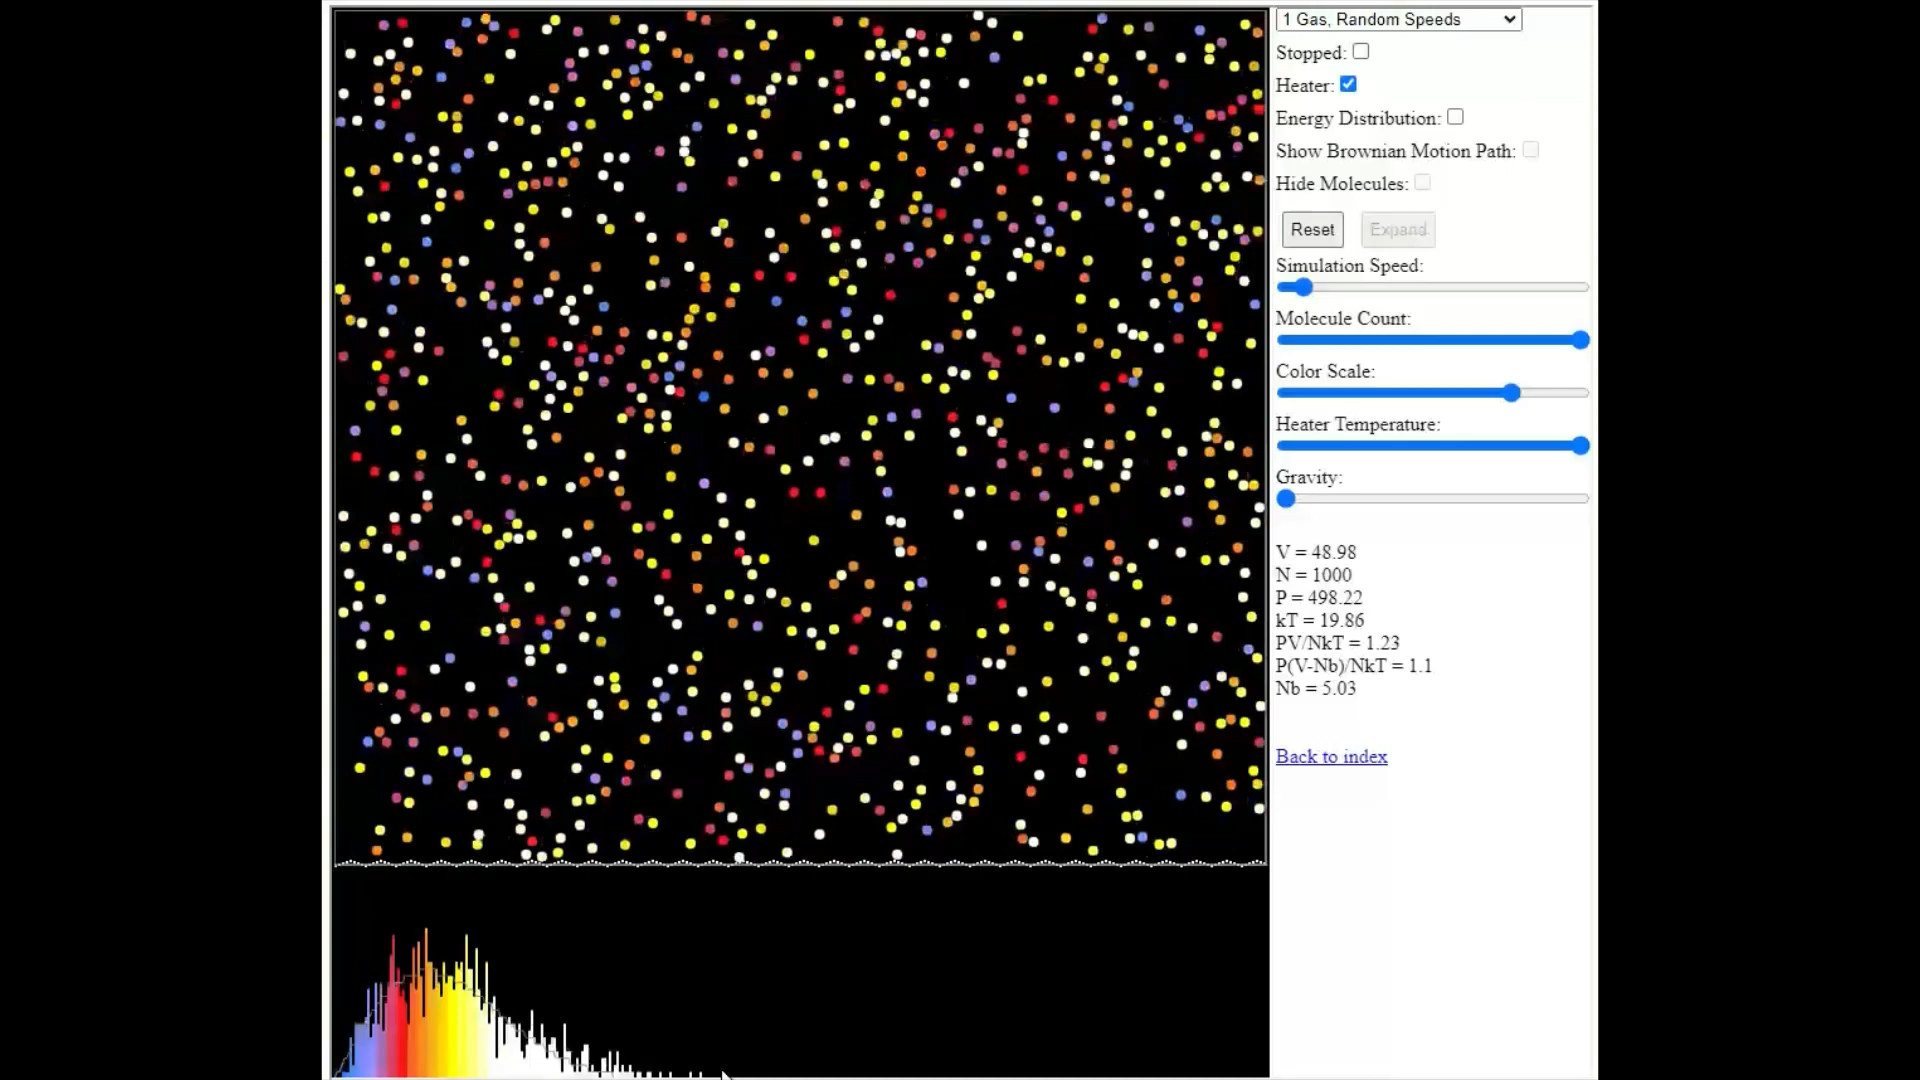 1 Gas, Random Speeds
Stopped:
Heater:
Energy Distribution:
Show Brownian Motion Path:
Hide Molecules:
Reset Expand
Simulation Speed:
Molecule Count:
Color Scale:
Heater Temperature:
Gravity:
V = 48.98
N = 1000
P = 498.22
kT = 19.86
PV/NkT = 1.23
P(V-Nb)/NkT = 1.1
Nb = 5.03
Back to index